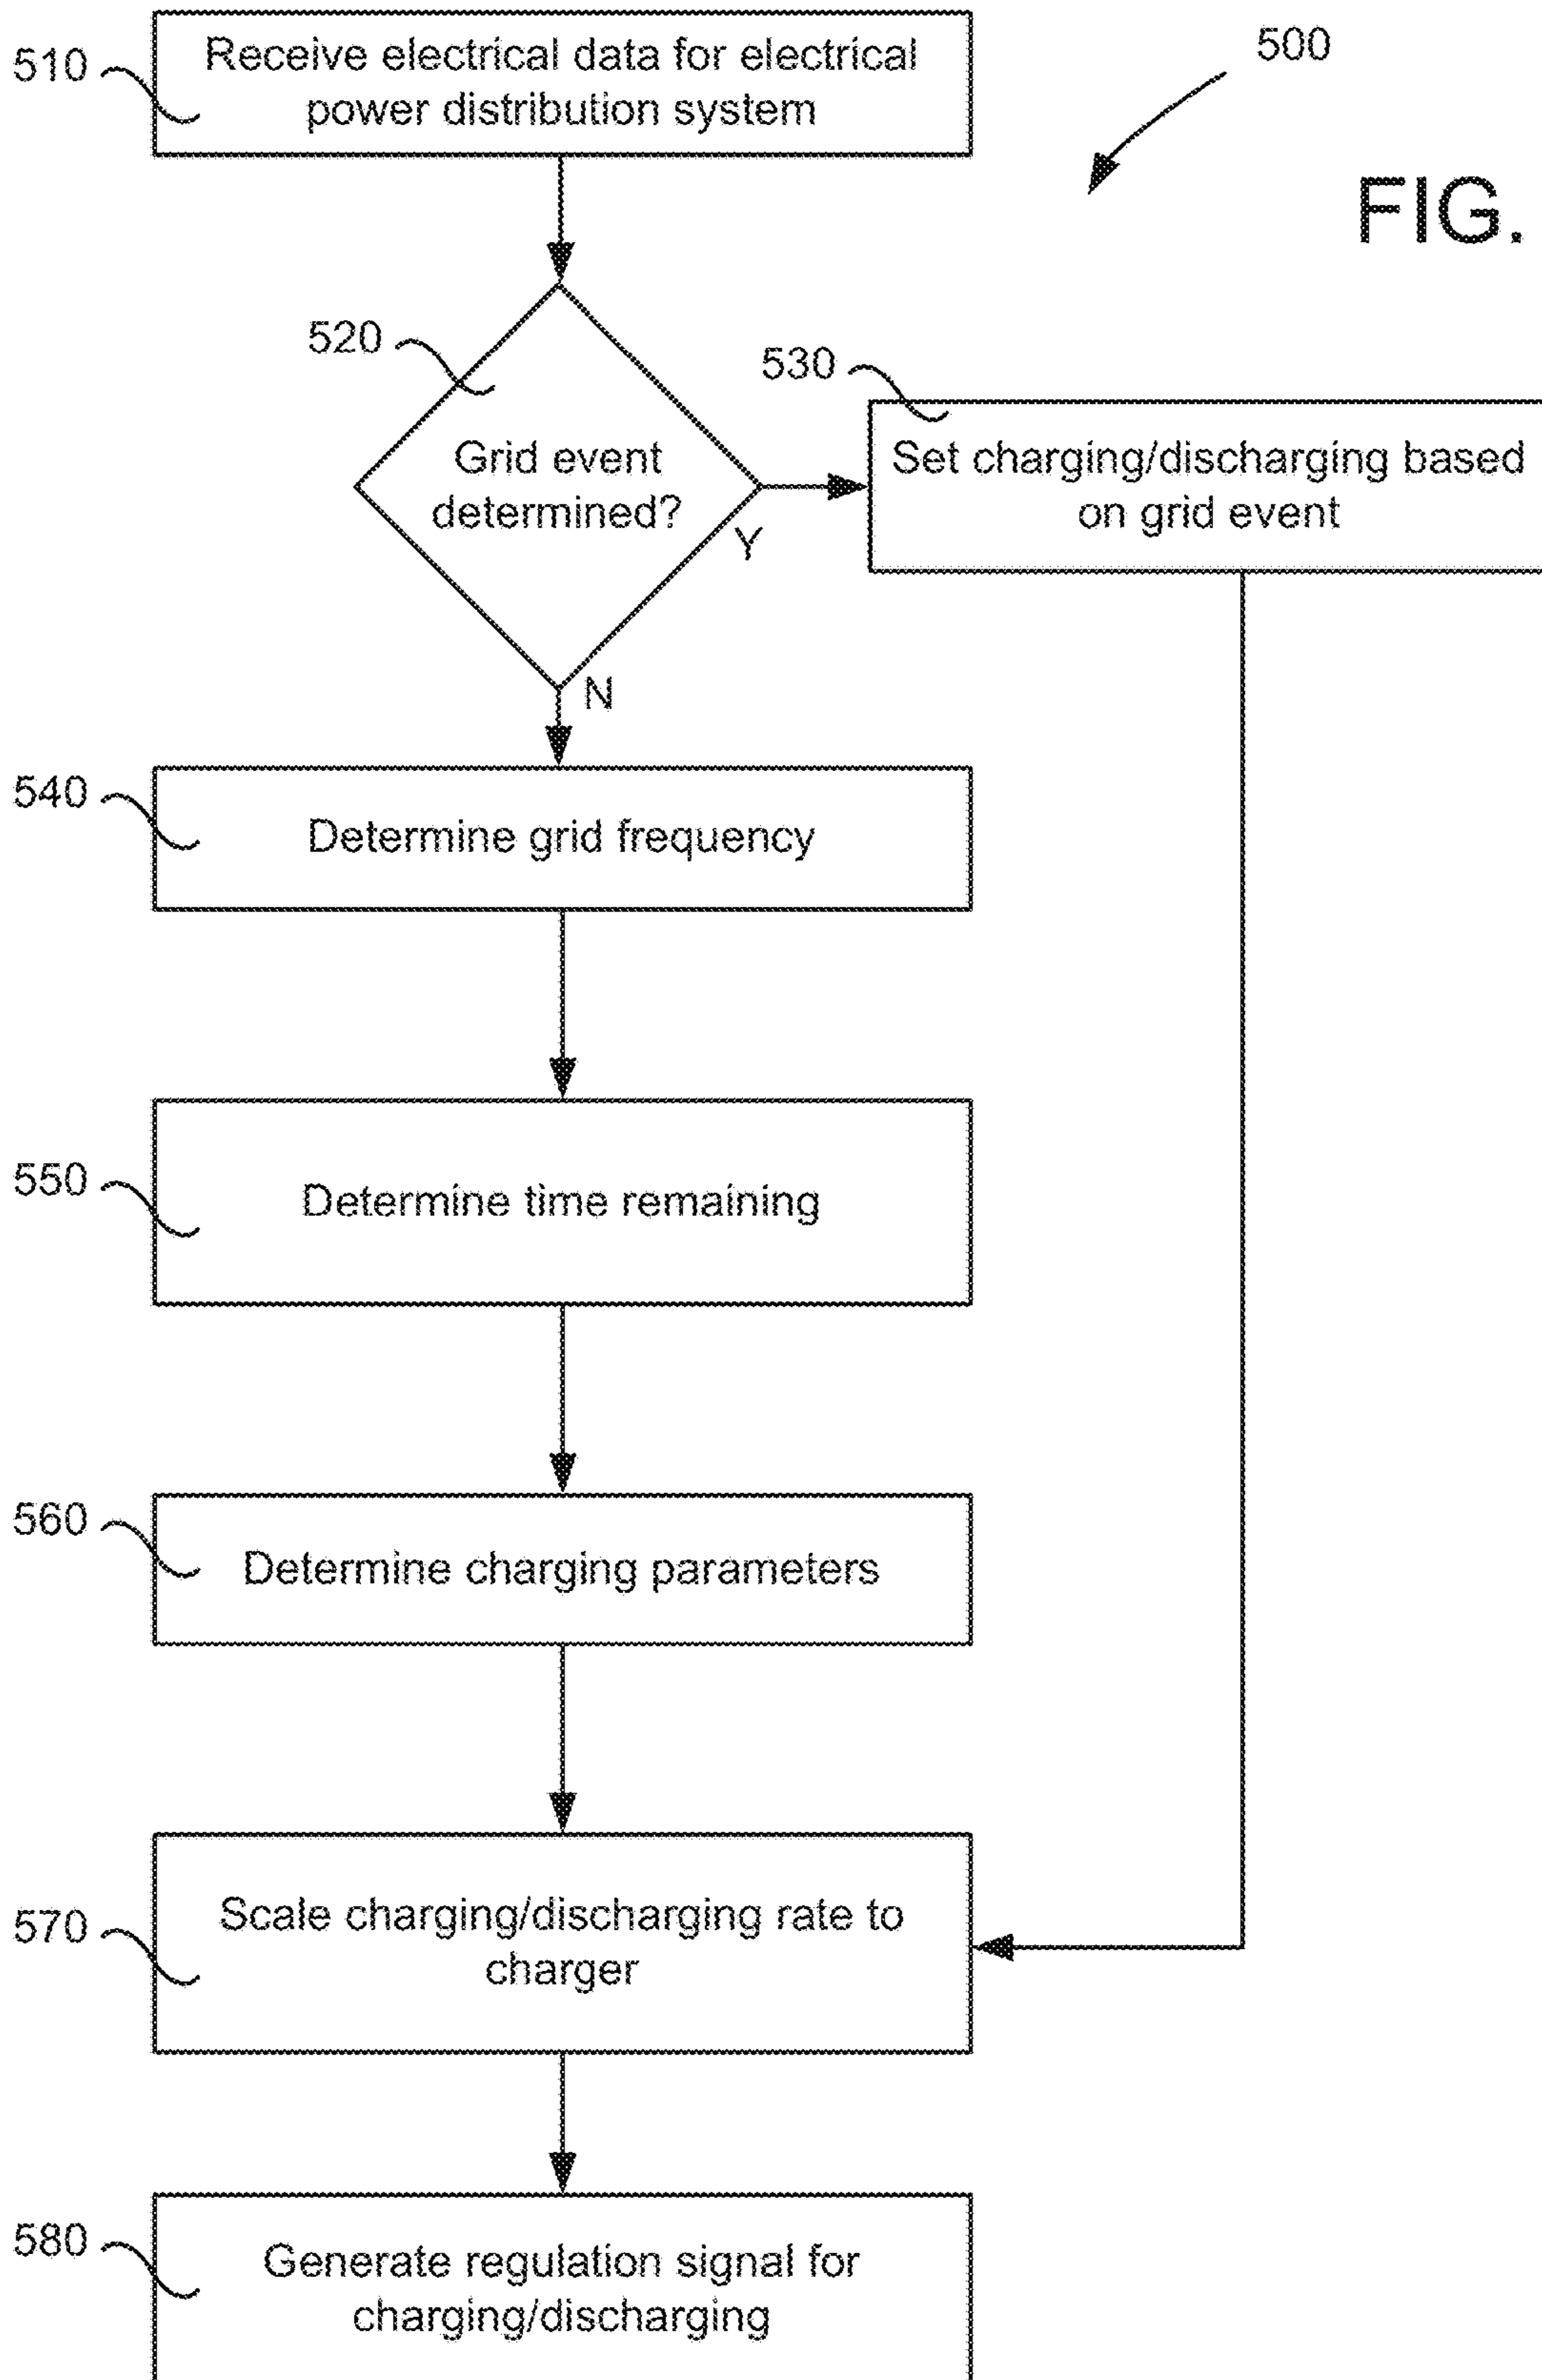 500
FIG.
510
Receive electrical data for electrical
power distribution system
520
Grid event
determined?
Y
N
530
Set charging/discharging based
on grid event
540
Determine grid frequency
550
Determine time remaining
560
Determine charging parameters
570
Scale charging/discharging rate to
charger
580
Generate regulation signal for
charging/discharging